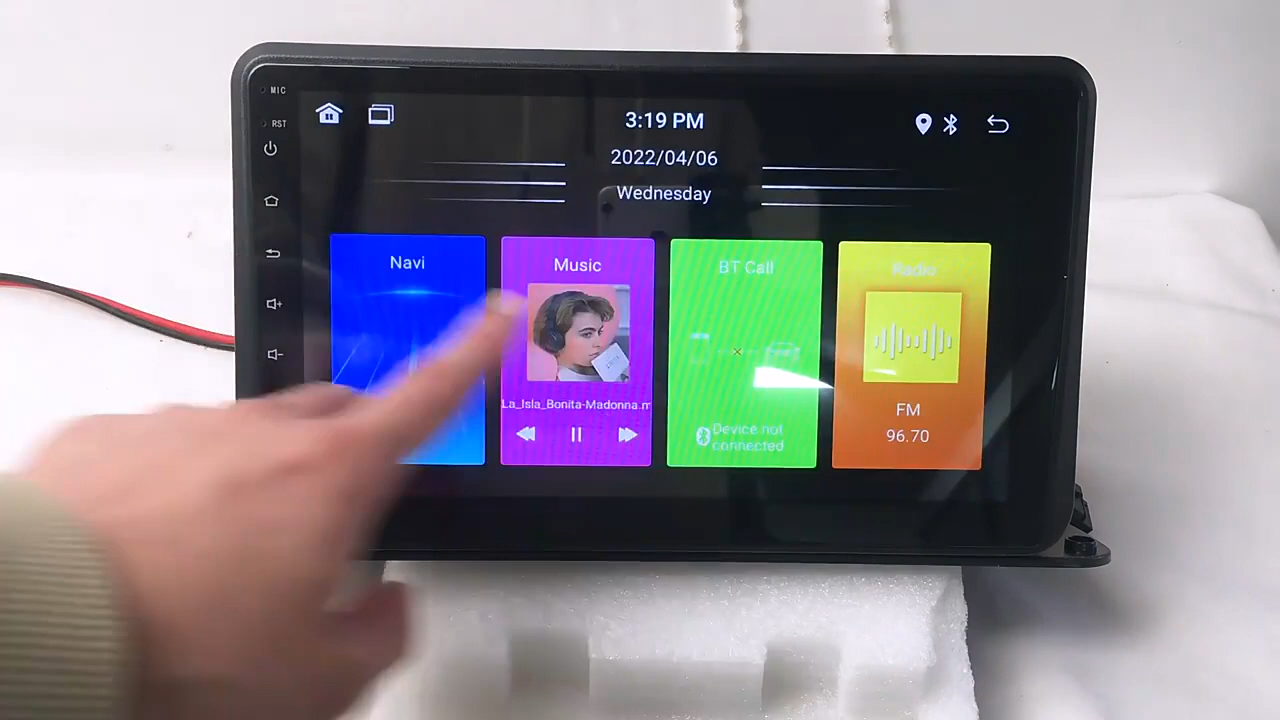 MIC
RST
3:19 PM
2022/04/06
Wednesday
Navi
Music
La_Isla_Bonita-Madonna.m
BT Call
Device not
connected
Radio
FM
96.70